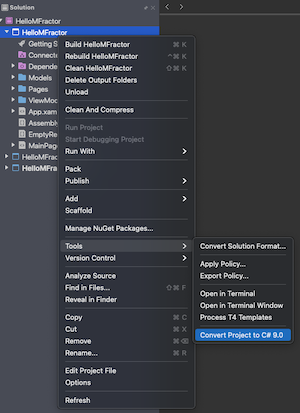 Solution
HelloMFractor
HelloMFractor
Getting S
Connecte
Depende
Models
Pages
ViewMod
App.xam
Assemb
EmptyRe
MainPag
HelloMFractor
HelloMFractor
Build HelloMFractor ⌘ K
Rebuild HelloMFractor ^⌘ K
Clean HelloMFractor ⇧⌘ K
Delete Output Folders
Unload
Clean And Compress
Run Project
Start Debugging Project
Run With
Pack
Publish
Add
Scaffold
Manage NuGet Packages...
Tools
Version Control
Analyze Source
Find in Files... ⇧⌘ F
Reveal in Finder
Copy ⌘ C
Cut ⌘ X
Remove ⌘⌫
Rename... ⌘ R
Edit Project File
Options
Refresh
Convert Solution Format...
Apply Policy...
Export Policy...
Open in Terminal
Open in Terminal Window
Process T4 Templates
Convert Project to C# 9.0